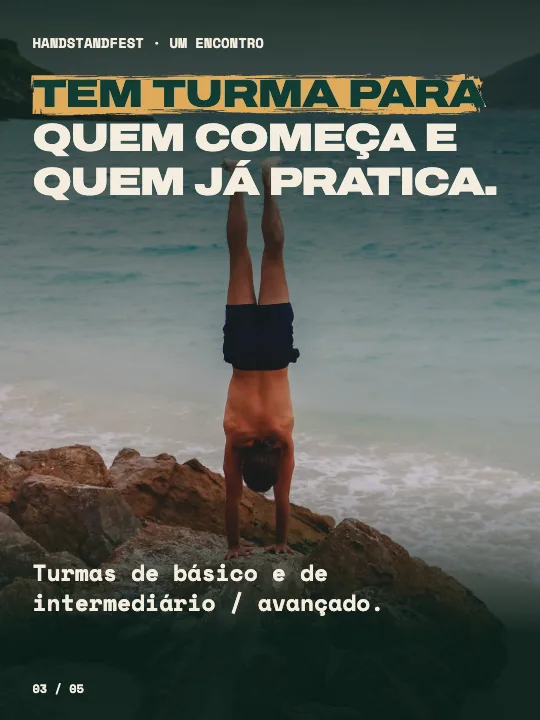 HANDSTANDFEST · UM ENCONTRO
TEM TURMA PARA
QUEM COMEÇA E
QUEM JÁ PRATICA.
Turmas de básico e de
intermediário / avançado.
03 / 05